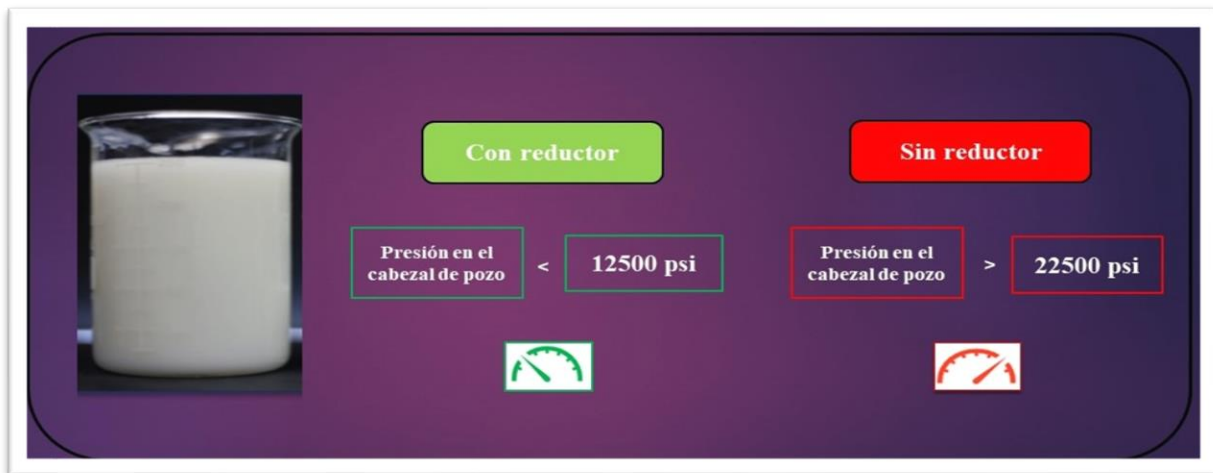 Con reductor
Presión en el
cabezal de pozo
<
12500 psi
Sin reductor
Presión en el
cabezal de pozo
>
22500 psi